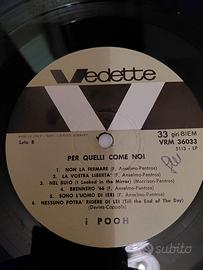 Vedette
Lato B
33 giri BIEM
VRM 36033
5113 - LP
PER QUELLI COME NOI
1 - NON LA FERMARE (F. Anselmo-Pantros)
2 - LA VOSTRA LIBERTA' (F. Anselmo-Pantros)
3 - NEL BUIO (I Looked in the Mirror) (Morrison-Pantros)
4 - BRENNERO '66 (F. Anselmo-Pantros)
5 - SONO L'UOMO DI IERI (F. Anselmo-Pantros)
6 - NESSUNO POTRA' RIDERE DI LEI (Till the End of The Day)
(Davies-Cappelle)
i POOH
subito